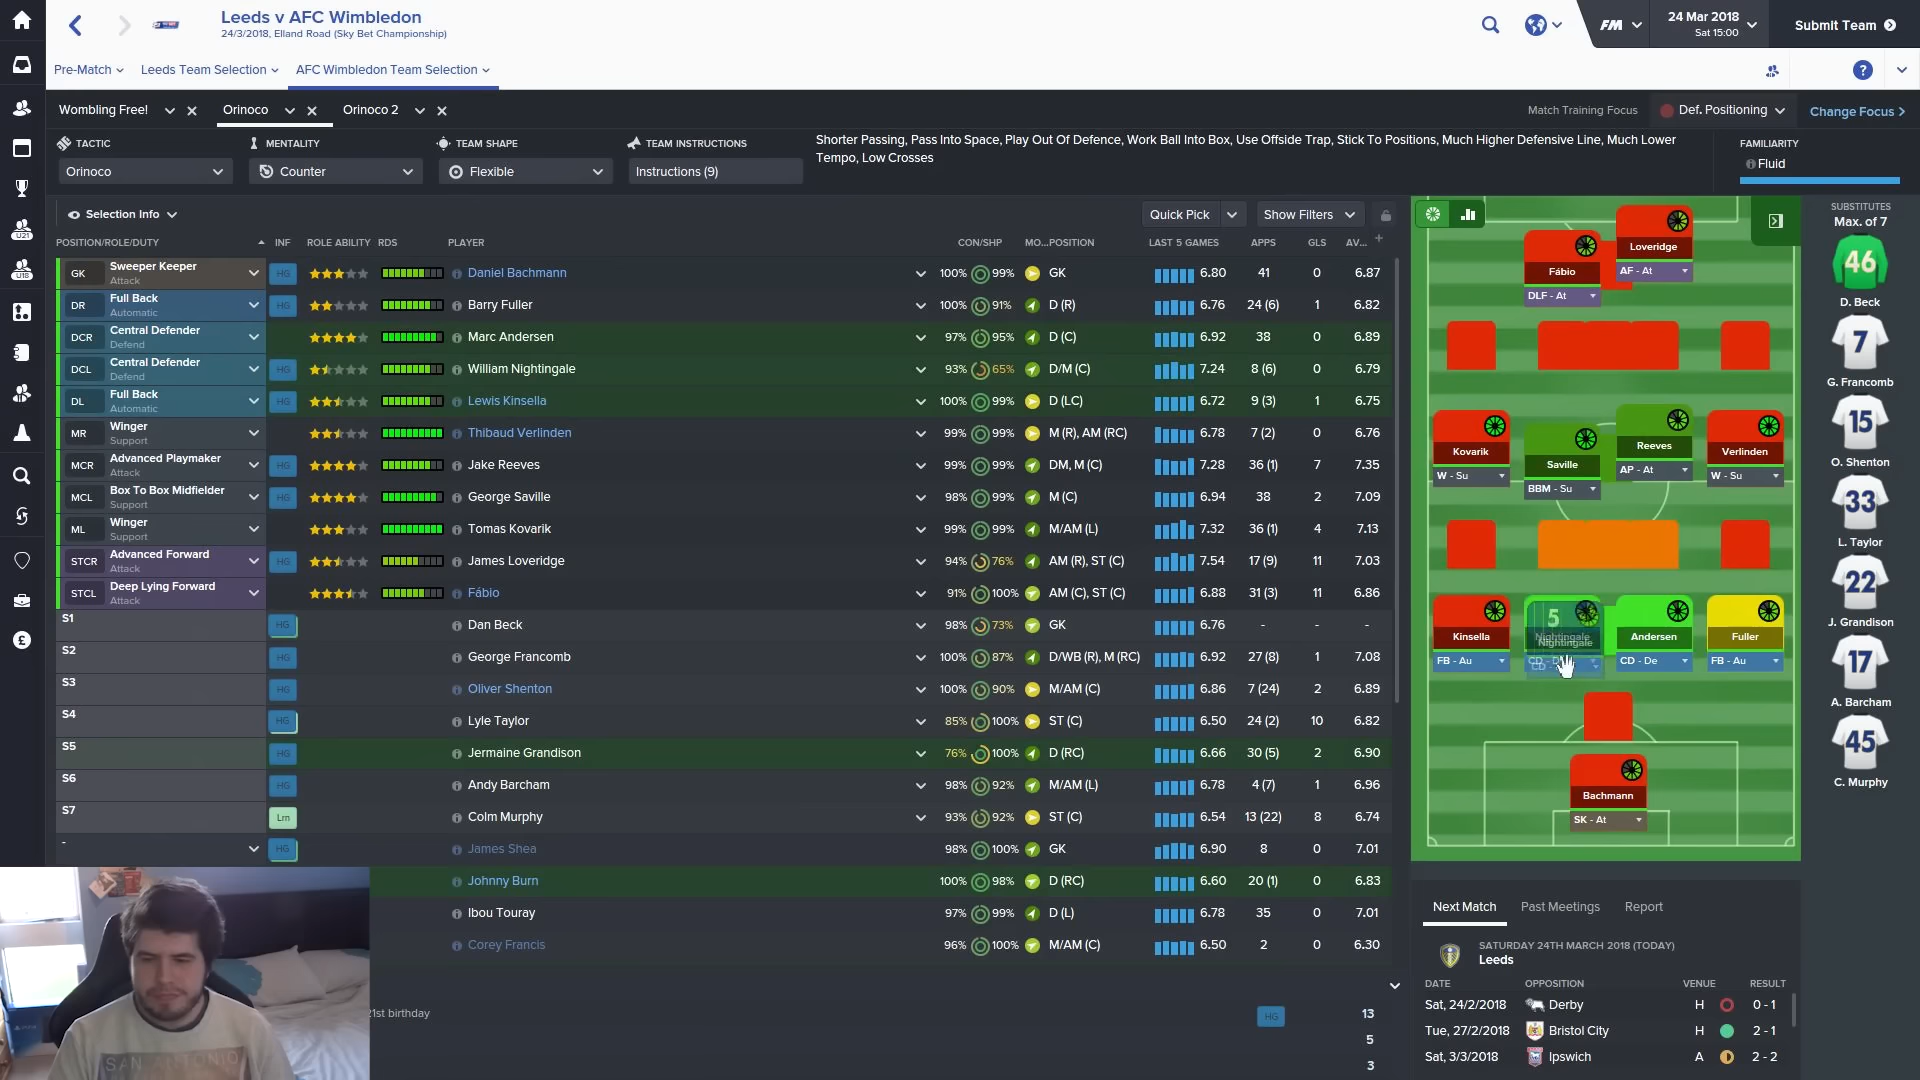 Leeds v AFC Wimbledon
24/3/2018, Elland Road (Sky Bet Championship)
FM
24 Mar 2018
Sat 15:00
Submit Team
Pre-Match
Leeds Team Selection
AFC Wimbledon Team Selection
?
Wombling Free!
Orinoco
Orinoco 2
Match Training Focus
Def. Positioning
Change Focus >
TACTIC
MENTALITY
TEAM SHAPE
TEAM INSTRUCTIONS
Orinoco
Counter
Flexible
Instructions (9)
Shorter Passing, Pass Into Space, Play Out Of Defence, Work Ball Into Box, Use Offside Trap, Stick To Positions, Much Higher Defensive Line, Much Lower
Tempo, Low Crosses
FAMILIARITY
Fluid
Selection Info
Quick Pick
Show Filters
POSITION/ROLE/DUTY INF ROLE ABILITY RDS PLAYER CON/SHP MO...POSITION LAST 5 GAMES APPS GLS AV...
GK Sweeper Keeper Attack HG Daniel Bachmann 100% 99% GK 6.80 41 0 6.87
DR Full Back Automatic HG Barry Fuller 100% 91% D (R) 6.76 24 (6) 1 6.82
DCR Central Defender Defend Marc Andersen 97% 95% D (C) 6.92 38 0 6.89
DCL Central Defender Defend HG William Nightingale 93% 65% D/M (C) 7.24 8 (6) 0 6.79
DL Full Back Automatic HG Lewis Kinsella 100% 99% D (LC) 6.72 9 (3) 1 6.75
MR Winger Support Thibaud Verlinden 99% 99% M (R), AM (RC) 6.78 7 (2) 0 6.76
MCR Advanced Playmaker Attack HG Jake Reeves 99% 99% DM, M (C) 7.28 36 (1) 7 7.35
MCL Box To Box Midfielder Support HG George Saville 98% 99% M (C) 6.94 38 2 7.09
ML Winger Support Tomas Kovarik 99% 99% M/AM (L) 7.32 36 (1) 4 7.13
STCR Advanced Forward Attack HG James Loveridge 94% 76% AM (R), ST (C) 7.54 17 (9) 11 7.03
STCL Deep Lying Forward Attack Fábio 91% 100% AM (C), ST (C) 6.88 31 (3) 11 6.86
S1 HG Dan Beck 98% 73% GK 6.76 - - -
S2 HG George Francomb 100% 87% D/WB (R), M (RC) 6.92 27 (8) 1 7.08
S3 HG Oliver Shenton 100% 90% M/AM (C) 6.86 7 (24) 2 6.89
S4 HG Lyle Taylor 85% 100% ST (C) 6.50 24 (2) 10 6.82
S5 HG Jermaine Grandison 76% 100% D (RC) 6.66 30 (5) 2 6.90
S6 HG Andy Barcham 98% 92% M/AM (L) 6.78 4 (7) 1 6.96
S7 Lrn Colm Murphy 93% 92% ST (C) 6.54 13 (22) 8 6.74
- HG James Shea 98% 100% GK 6.90 8 0 7.01
Johnny Burn 100% 98% D (RC) 6.60 20 (1) 0 6.83
Ibou Touray 97% 99% D (L) 6.78 35 0 7.01
Corey Francis 96% 100% M/AM (C) 6.50 2 0 6.30
21st birthday
HG 13
5
3
SAN ANTONIO
Loveridge
AF - At
Fábio
DLF - At
Kovarik
W - Su
Saville
BBM - Su
Reeves
AP - At
Verlinden
W - Su
Kinsella
FB - Au
5
Nightingale
Nightingale
CD
Andersen
CD - De
Fuller
FB - Au
Bachmann
SK - At
SUBSTITUTES
Max. of 7
46
D. Beck
7
G. Francomb
15
O. Shenton
33
L. Taylor
22
J. Grandison
17
A. Barcham
45
C. Murphy
Next Match
Past Meetings
Report
SATURDAY 24TH MARCH 2018 (TODAY)
Leeds
DATE OPPOSITION VENUE RESULT
Sat, 24/2/2018 Derby H 0 - 1
Tue, 27/2/2018 Bristol City H 2 - 1
Sat, 3/3/2018 Ipswich A 2 - 2